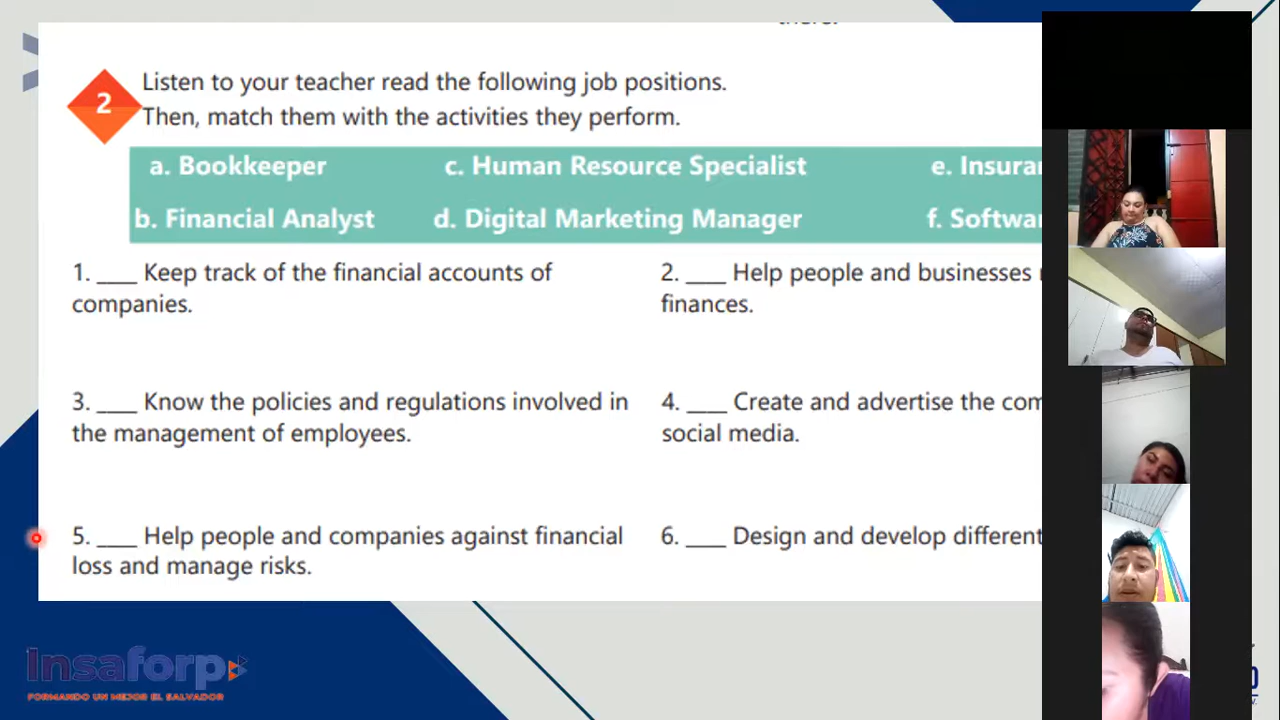 there.
2
Listen to your teacher read the following job positions.
Then, match them with the activities they perform.
a. Bookkeeper c. Human Resource Specialist e.
b. Financial Analyst d. Digital Marketing Manager f.
1. ____ Keep track of the financial accounts of
companies.
2. ____ Help people and businesses
finances.
3. ____ Know the policies and regulations involved in
the management of employees.
4. ____ Create and advertise the
social media.
5. ____ Help people and companies against financial
loss and manage risks.
6. ____ Design and develop different
Insaforp
FORMANDO UN MEJOR EL SALVADOR